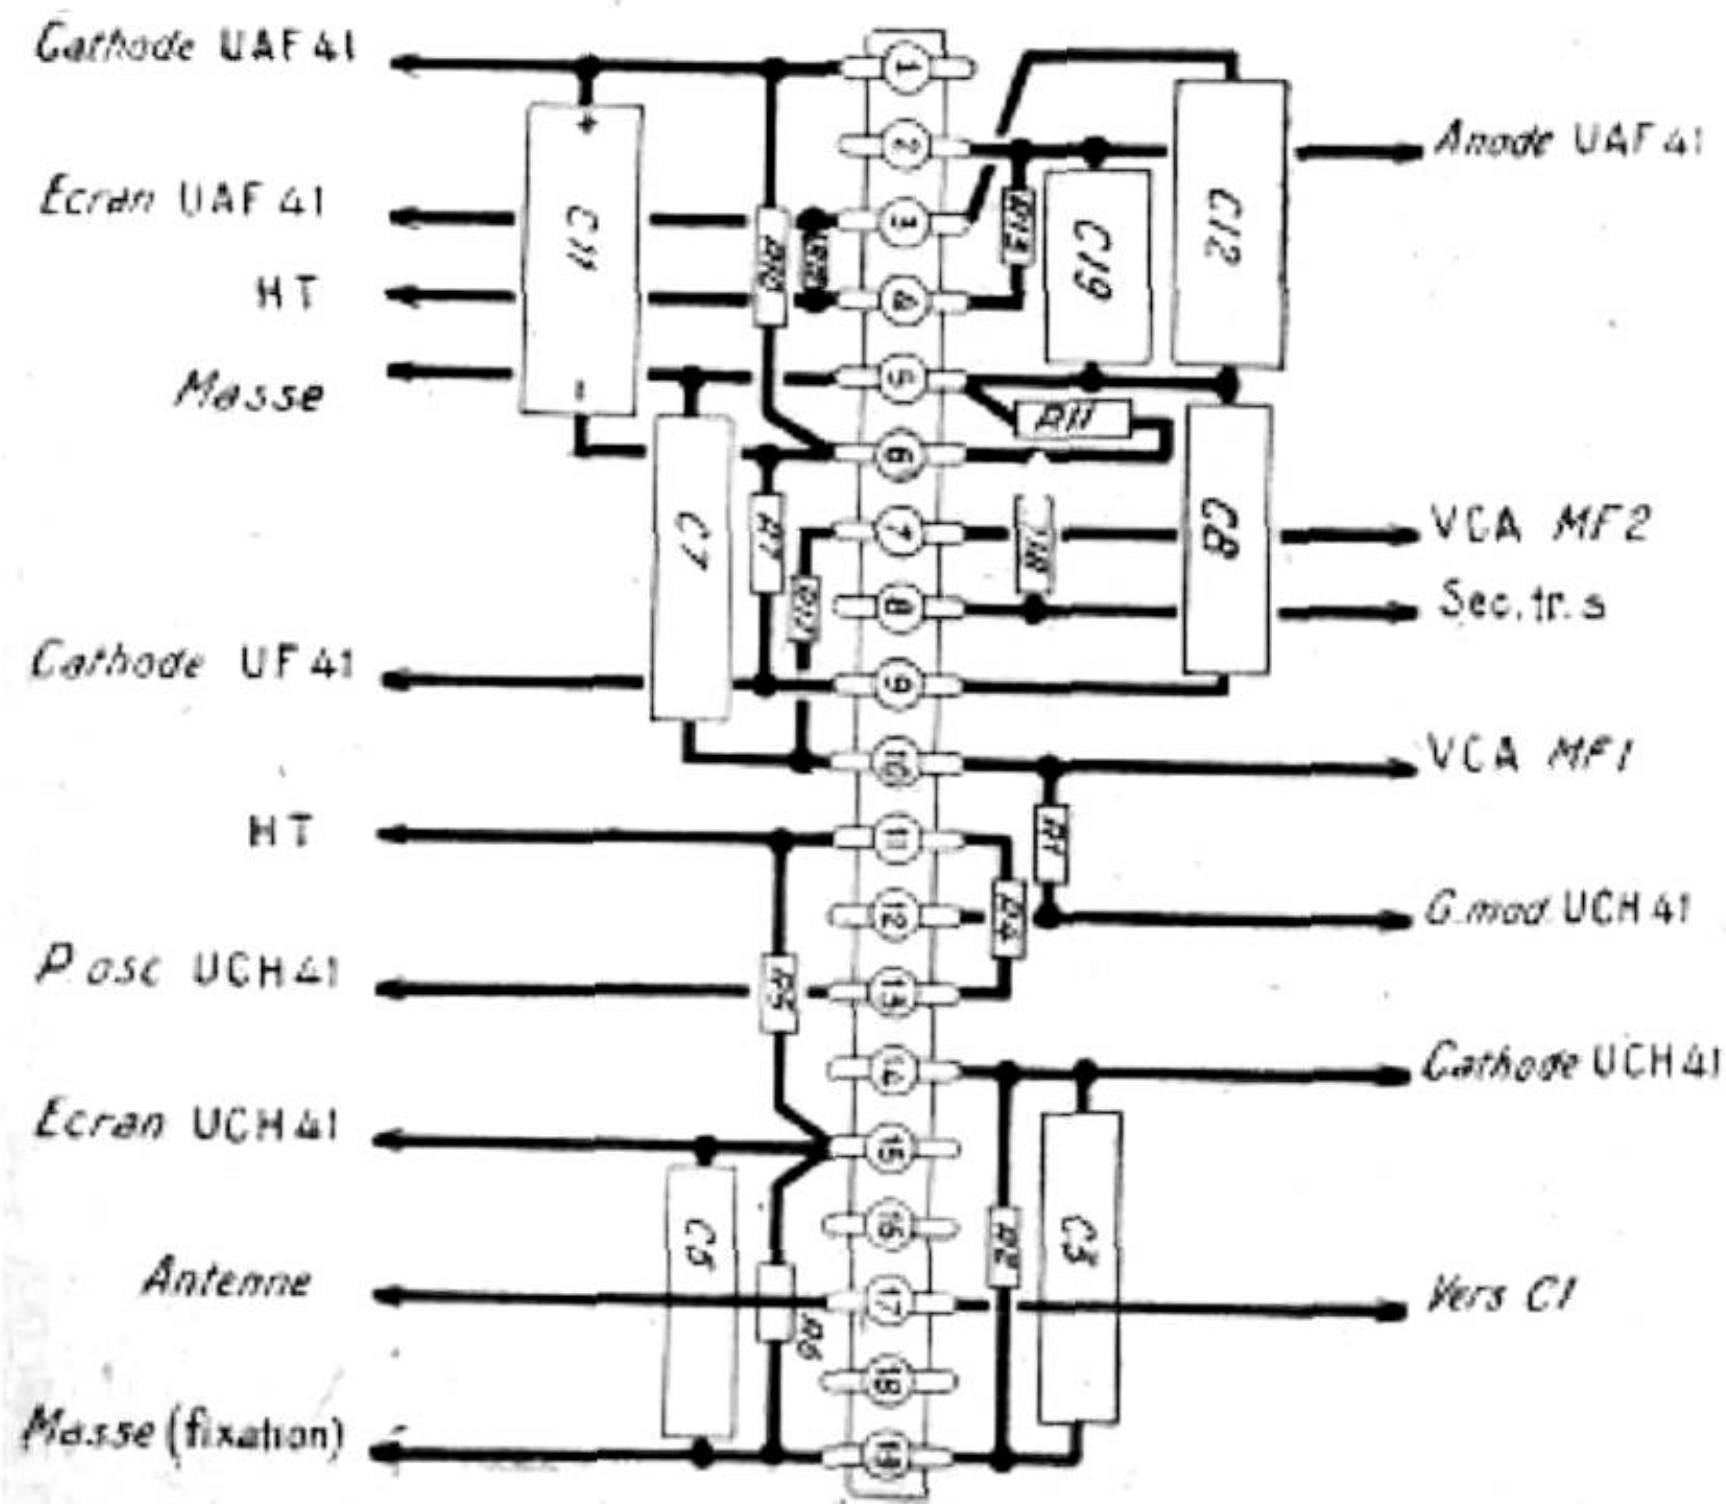 Cathode UAF 41
Ecran UAF 41
HT
Masse
Cathode UF 41
HT
P. osc UCH 41
Ecran UCH 41
Antenne
Masse (fixation)
+
C11
-
R10
C7
R7
R5
C6
R6
1
2
3
4
5
6
7
8
9
10
11
12
13
14
15
16
17
18
19
R13
C19
C12
R11
C8
R1
R4
R2
C3
Anode UAF 41
VCA MF2
Sec. tr. s
VCA MF1
G. mod. UCH 41
Cathode UCH 41
Vers C1